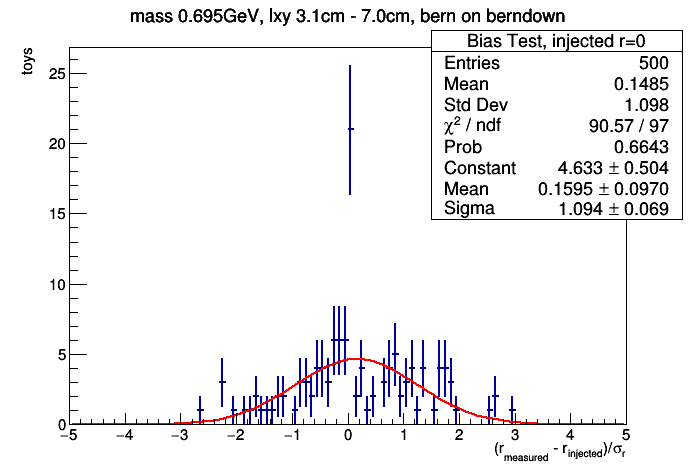 mass 0.695GeV, lxy 3.1cm - 7.0cm, bern on berndown
Bias Test, injected r=0
Entries 500
Mean 0.1485
Std Dev 1.098
χ² / ndf 90.57 / 97
Prob 0.6643
Constant 4.633 ± 0.504
Mean 0.1595 ± 0.0970
Sigma 1.094 ± 0.069
toys
25
20
15
10
5
0
−5 −4 −3 −2 −1 0 1 2 3 4 5
(r_measured - r_injected)/σ_r